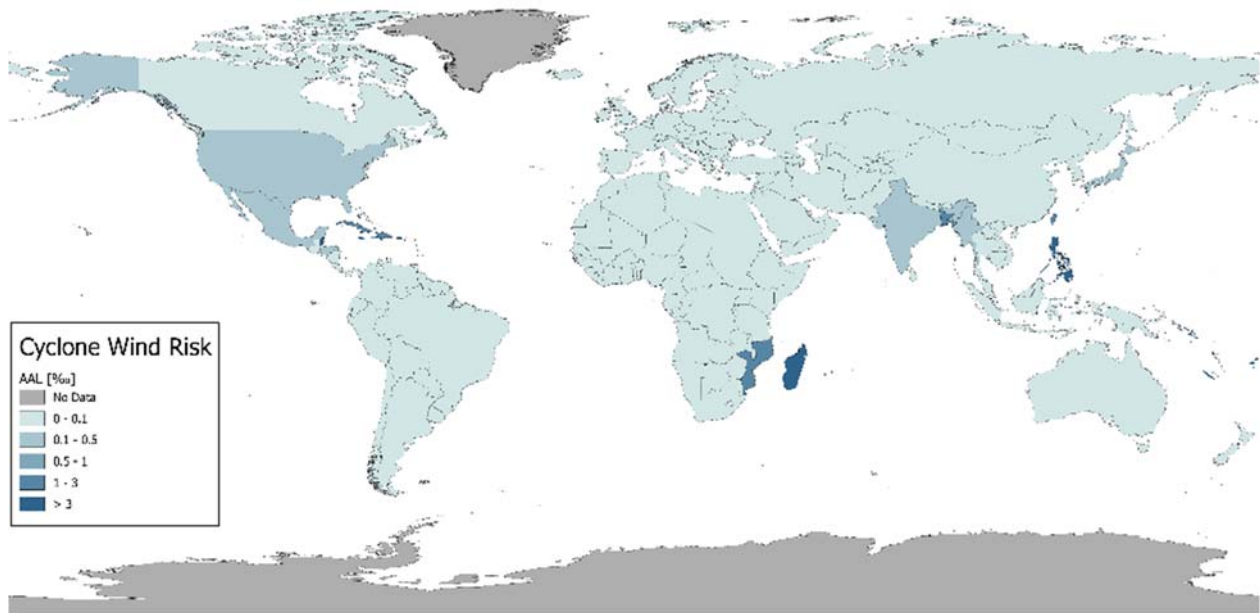 Cyclone Wind Risk
AAL [‰]
No Data
0 - 0.1
0.1 - 0.5
0.5 - 1
1 - 3
> 3